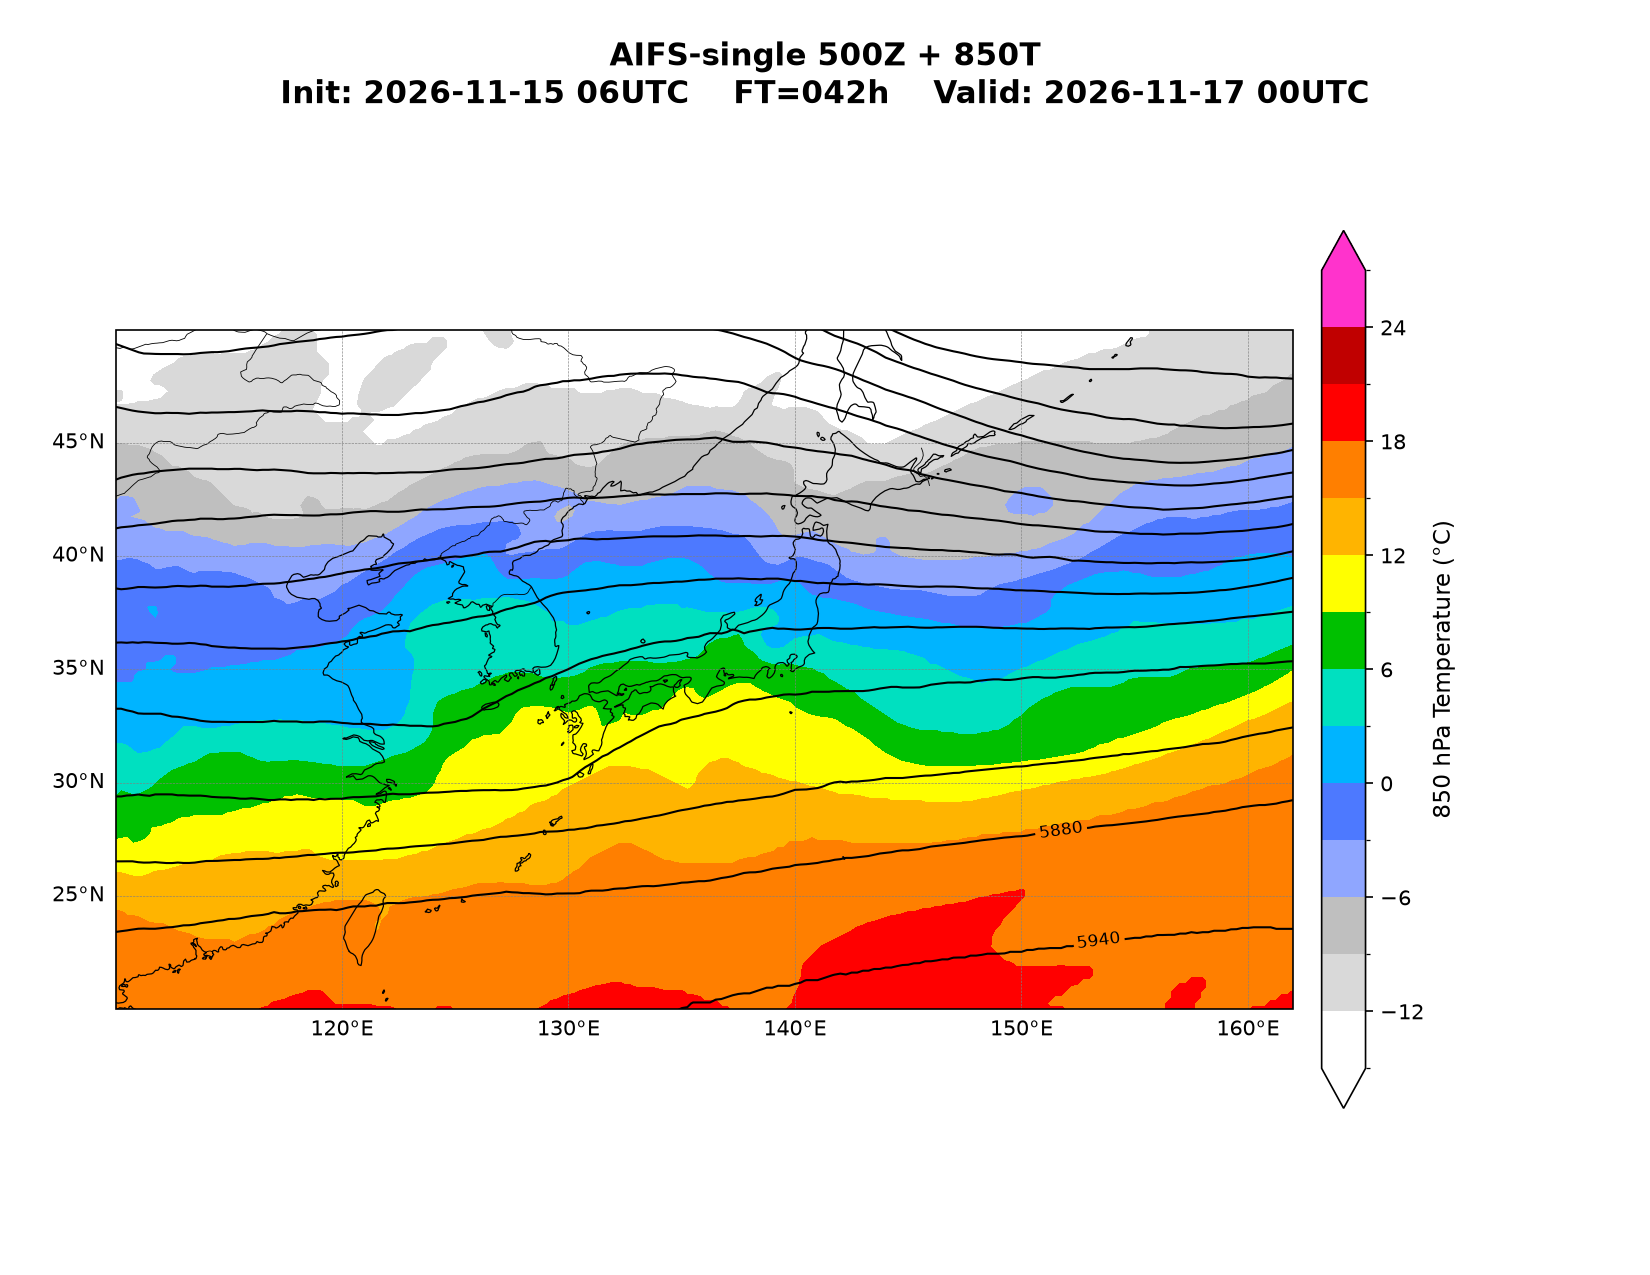 AIFS-single 500Z + 850T
Init: 2026-11-15 06UTC    FT=042h    Valid: 2026-11-17 00UTC
24
18
12
6
0
−6
−12
850 hPa Temperature (°C)
45°N
40°N
35°N
30°N
25°N
5880
5940
120°E
130°E
140°E
150°E
160°E